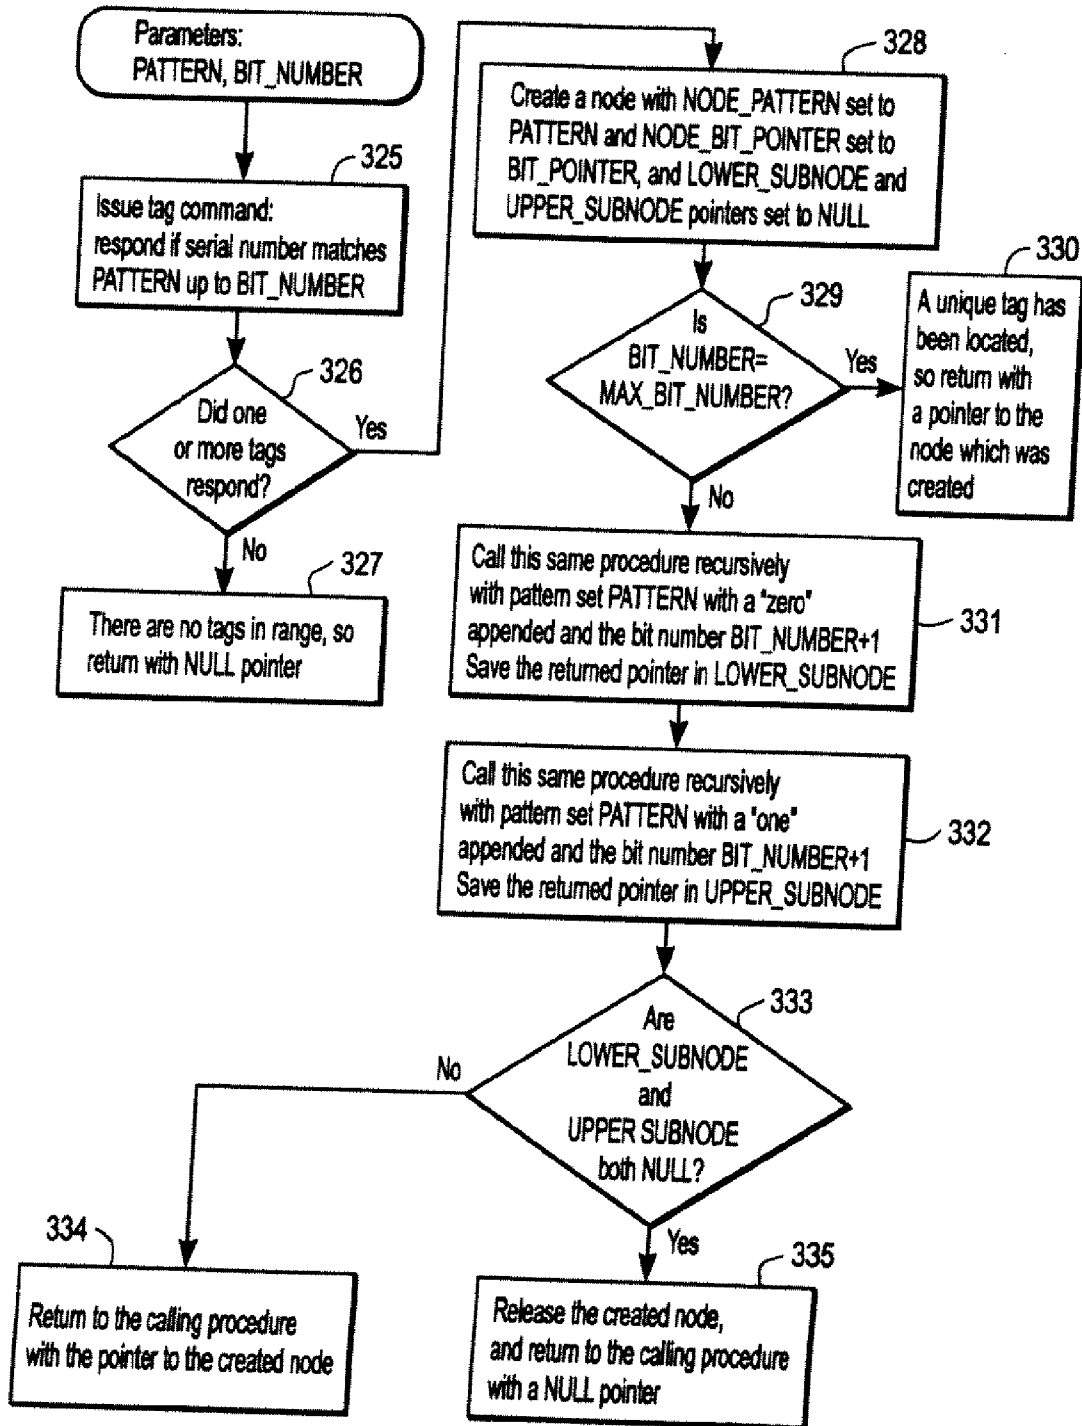 Parameters:
PATTERN, BIT_NUMBER
325
Issue tag command:
respond if serial number matches
PATTERN up to BIT_NUMBER
326
Did one
or more tags
respond?
Yes
No
327
There are no tags in range, so
return with NULL pointer
328
Create a node with NODE_PATTERN set to
PATTERN and NODE_BIT_POINTER set to
BIT_POINTER, and LOWER_SUBNODE and
UPPER_SUBNODE pointers set to NULL
329
Is
BIT_NUMBER=
MAX_BIT_NUMBER?
Yes
No
330
A unique tag has
been located,
so return with
a pointer to the
node which was
created
Call this same procedure recursively
with pattern set PATTERN with a "zero"
appended and the bit number BIT_NUMBER+1
Save the returned pointer in LOWER_SUBNODE
331
Call this same procedure recursively
with pattern set PATTERN with a "one"
appended and the bit number BIT_NUMBER+1
Save the returned pointer in UPPER_SUBNODE
332
333
Are
LOWER_SUBNODE
and
UPPER SUBNODE
both NULL?
No
Yes
334
Return to the calling procedure
with the pointer to the created node
335
Release the created node,
and return to the calling procedure
with a NULL pointer